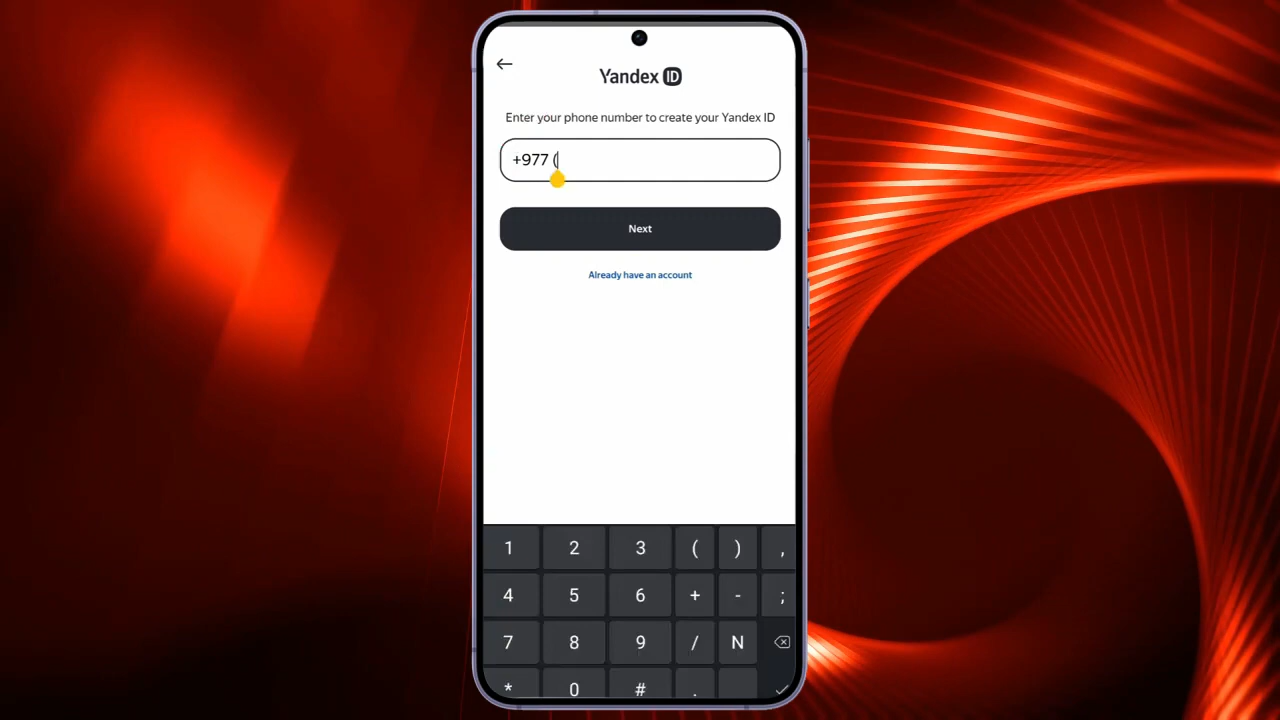 Yandex ID
Enter your phone number to create your Yandex ID
+977 (
Next
Already have an account
1 2 3 ( ) ,
4 5 6 + - ;
7 8 9 / N
* 0 # .